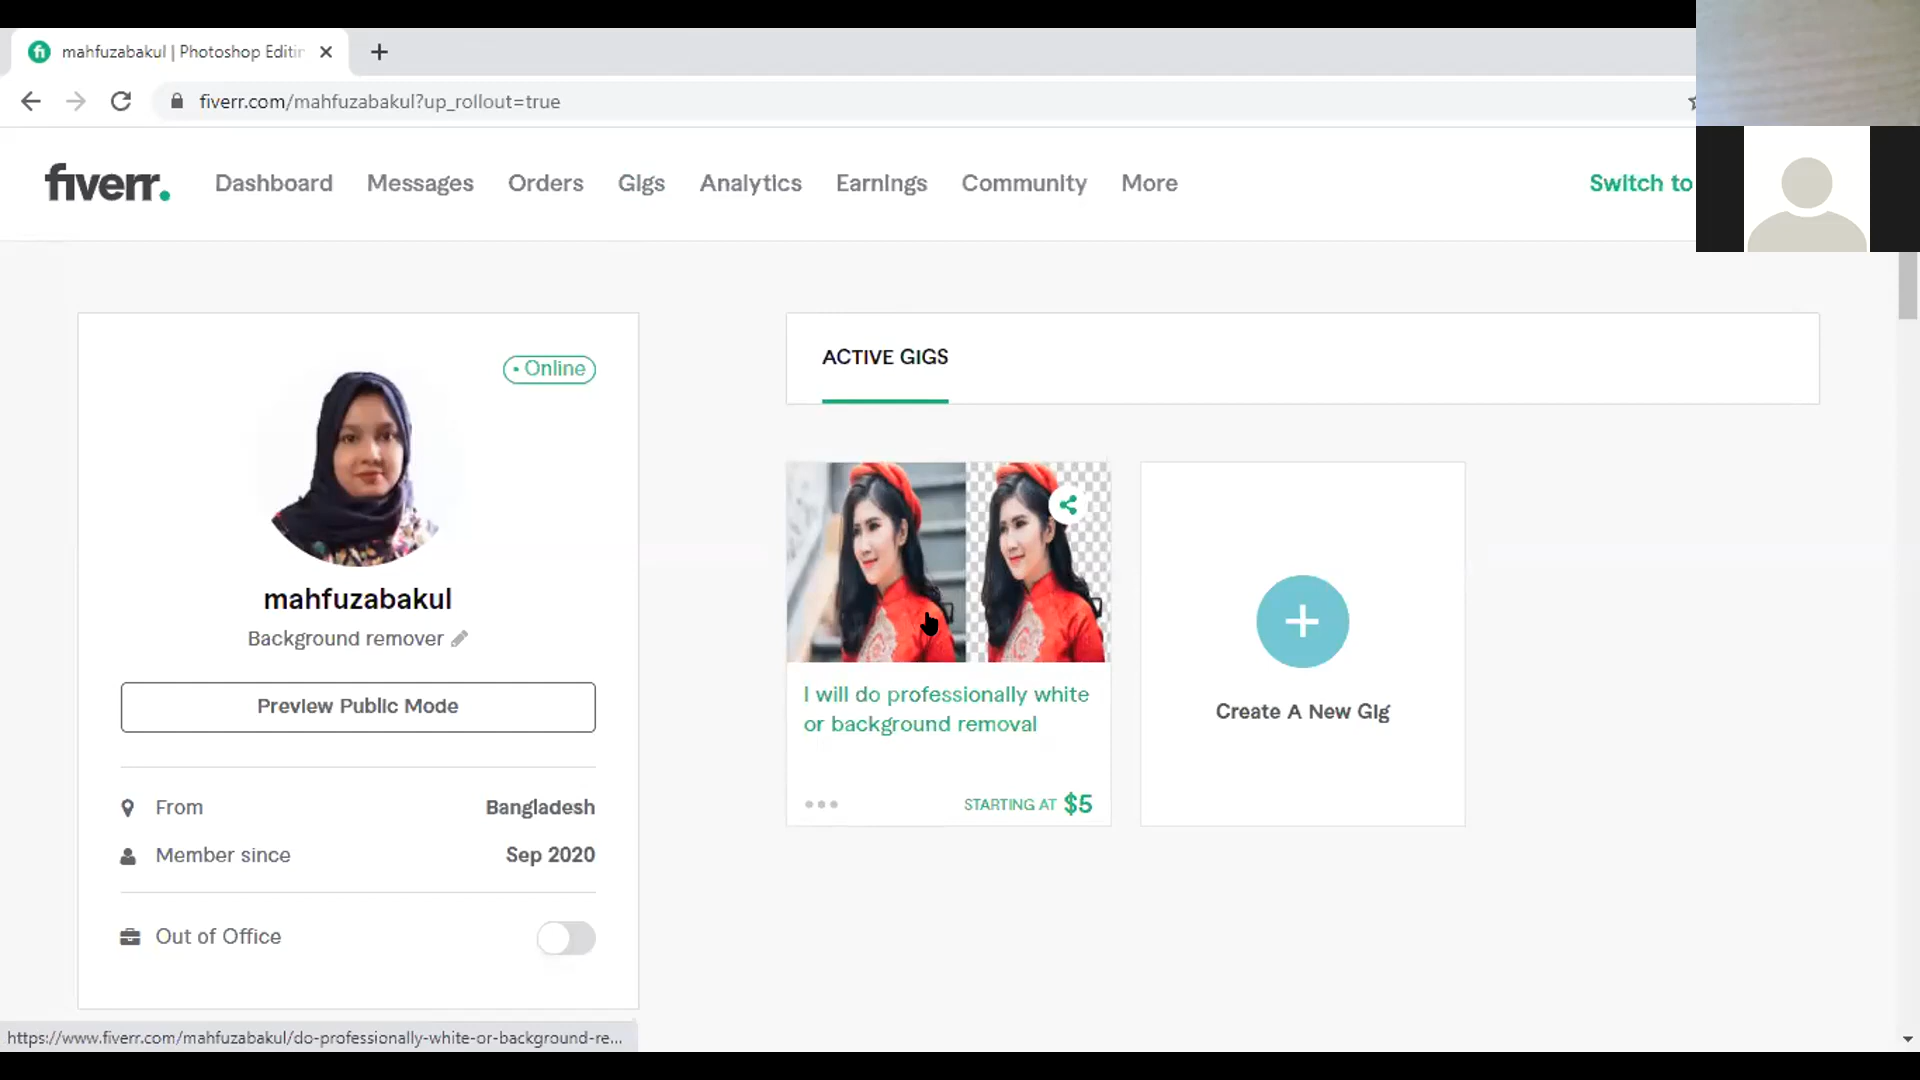 mahfuzabakul | Photoshop Editin
fiverr.com/mahfuzabakul?up_rollout=true
fiverr.
Dashboard Messages Orders Gigs Analytics Earnings Community More Switch to
ACTIVE GIGS
Online
mahfuzabakul
Background remover
Preview Public Mode
From Bangladesh
Member since Sep 2020
Out of Office
I will do professionally white
or background removal
STARTING AT $5
Create A New Gig
https://www.fiverr.com/mahfuzabakul/do-professionally-white-or-background-re...